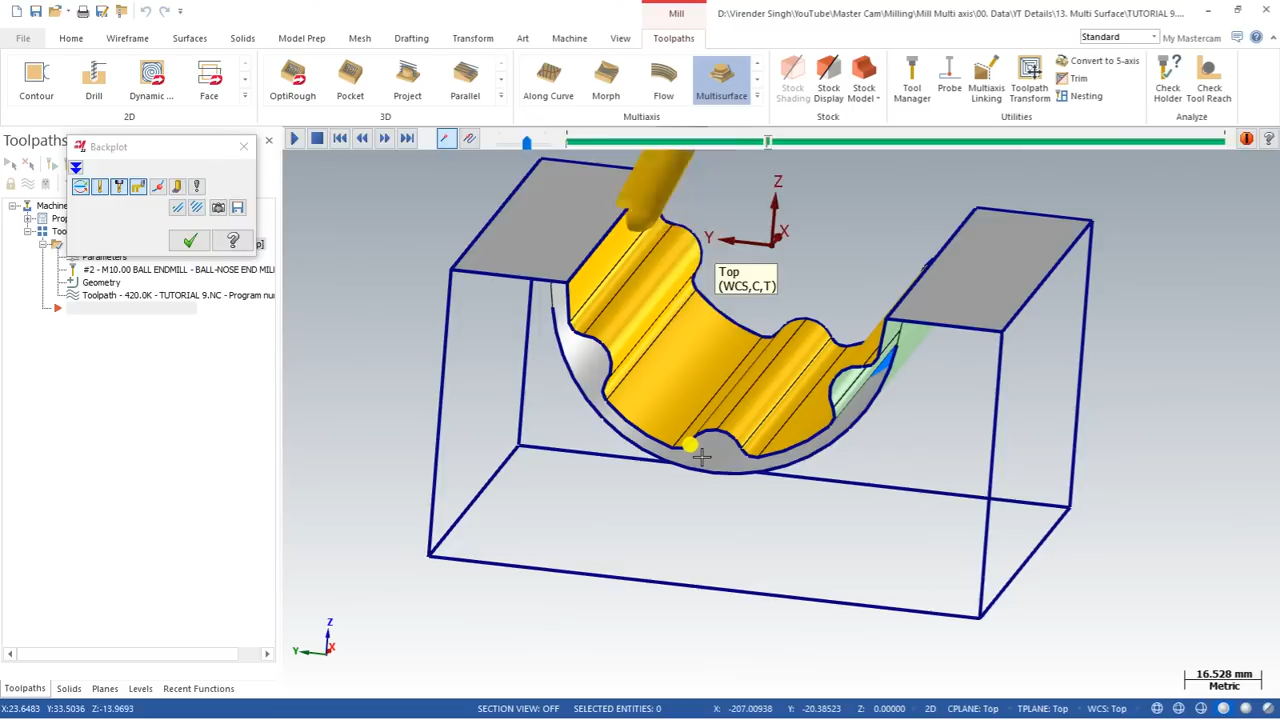 Mill
D:\Virender Singh\YouTube\Master Cam\Milling\Mill Multi axis\00. Data\YT Details\13. Multi Surface\TUTORIAL 9....
File Home Wireframe Surfaces Solids Model Prep Mesh Drafting Transform Art Machine View Toolpaths
Standard My Mastercam
Contour Drill Dynamic ... Face
OptiRough Pocket Project Parallel
Along Curve Morph Flow Multisurface
Stock Shading Stock Display Stock Model
Tool Manager Probe Multiaxis Linking Toolpath Transform
Convert to 5-axis
Trim
Nesting
Check Holder Check Tool Reach
2D 3D Multiaxis Stock Utilities Analyze
Toolpaths
Backplot
Machine
Prop
Too
p]
Parameters
#2 - M10.00 BALL ENDMILL - BALL-NOSE END MILL
Geometry
Toolpath - 420.0K - TUTORIAL 9.NC - Program num
Z
Y
X
Top
(WCS,C,T)
Z
Y
X
16.528 mm
Metric
Toolpaths Solids Planes Levels Recent Functions
X:23.6483 Y:33.5036 Z:-13.9693 SECTION VIEW: OFF SELECTED ENTITIES: 0 X: -207.00938 Y: -20.38523 Z: 0.00000 2D CPLANE: Top TPLANE: Top WCS: Top